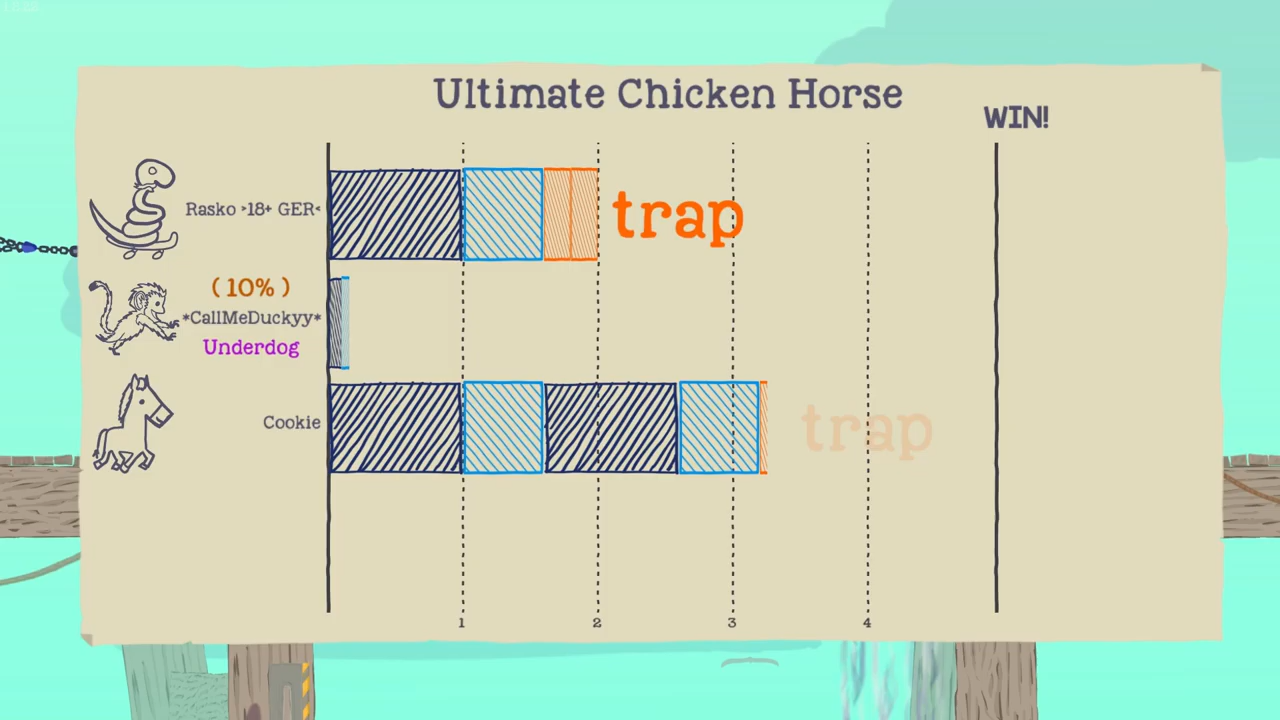 Ultimate Chicken Horse
WIN!
Rasko >18+ GER<
trap
( 10% )
*CallMeDuckyy*
Underdog
Cookie
trap
1 2 3 4